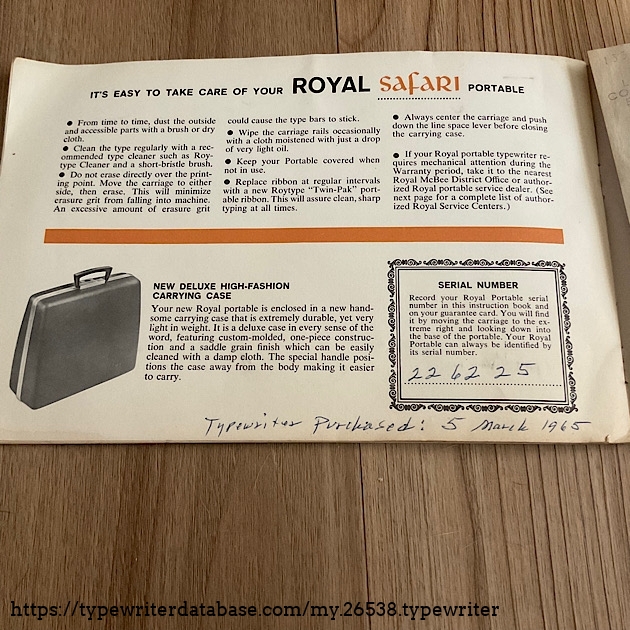 IT'S EASY TO TAKE CARE OF YOUR ROYAL SAFARI PORTABLE
● From time to time, dust the outside
and accessible parts with a brush or dry
cloth.
● Clean the type regularly with a rec-
ommended type cleaner such as Roy-
type Cleaner and a short-bristle brush.
● Do not erase directly over the print-
ing point. Move the carriage to either
side, then erase. This will minimize
erasure grit from falling into machine.
An excessive amount of erasure grit
could cause the type bars to stick.
● Wipe the carriage rails occasionally
with a cloth moistened with just a drop
of very light oil.
● Keep your Portable covered when
not in use.
● Replace ribbon at regular intervals
with a new Roytype "Twin-Pak" port-
able ribbon. This will assure clean, sharp
typing at all times.
● Always center the carriage and push
down the line space lever before closing
the carrying case.
● If your Royal portable typewriter re-
quires mechanical attention during the
Warranty period, take it to the nearest
Royal McBee District Office or author-
ized Royal portable service dealer. (See
next page for a complete list of author-
ized Royal Service Centers.)
NEW DELUXE HIGH-FASHION
CARRYING CASE
Your new Royal portable is enclosed in a new hand-
some carrying case that is extremely durable, yet very
light in weight. It is a deluxe case in every sense of the
word, featuring custom-molded, one-piece construc-
tion and a saddle grain finish which can be easily
cleaned with a damp cloth. The special handle posi-
tions the case away from the body making it easier
to carry.
SERIAL NUMBER
Record your Royal Portable serial
number in this instruction book and
on your guarantee card. You will find
it by moving the carriage to the ex-
treme right and looking down into
the base of the portable. Your Royal
Portable can always be identified by
its serial number.
22 62 25
Typewriter Purchased: 5 March 1965
https://typewriterdatabase.com/my.26538.typewriter